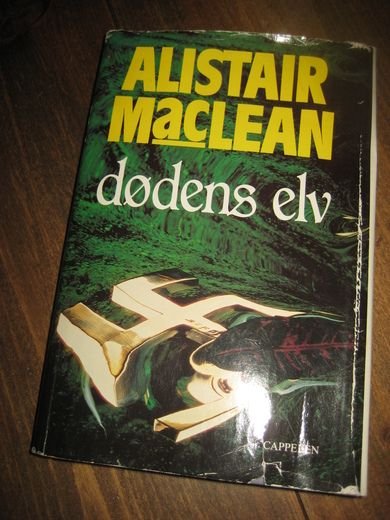 ALISTAIR
MacLEAN
dødens elv
CAPPELEN